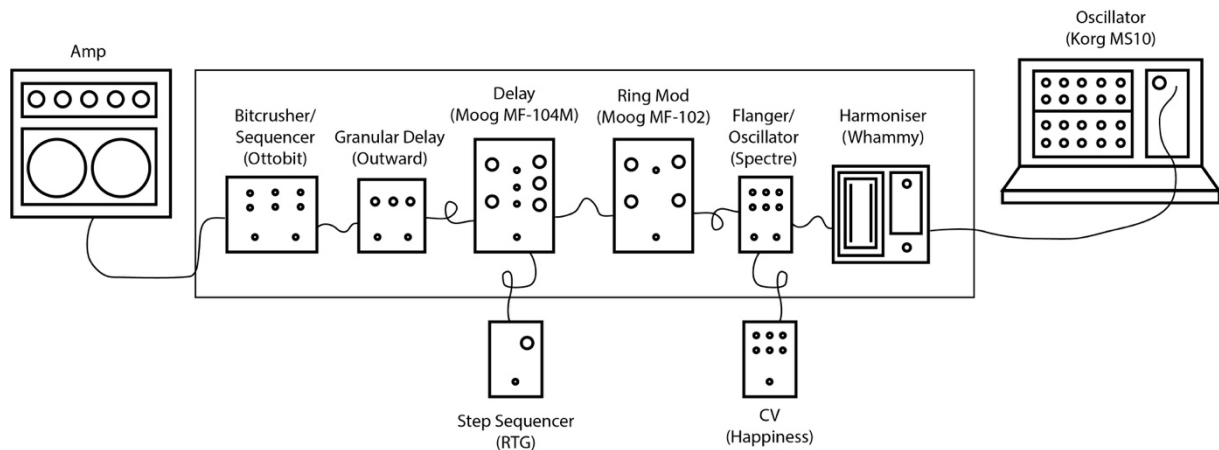 Amp
Bitcrusher/
Sequencer
(Ottobit)
Granular Delay
(Outward)
Delay
(Moog MF-104M)
Ring Mod
(Moog MF-102)
Flanger/
Oscillator
(Spectre)
Harmoniser
(Whammy)
Oscillator
(Korg MS10)
Step Sequencer
(RTG)
CV
(Happiness)